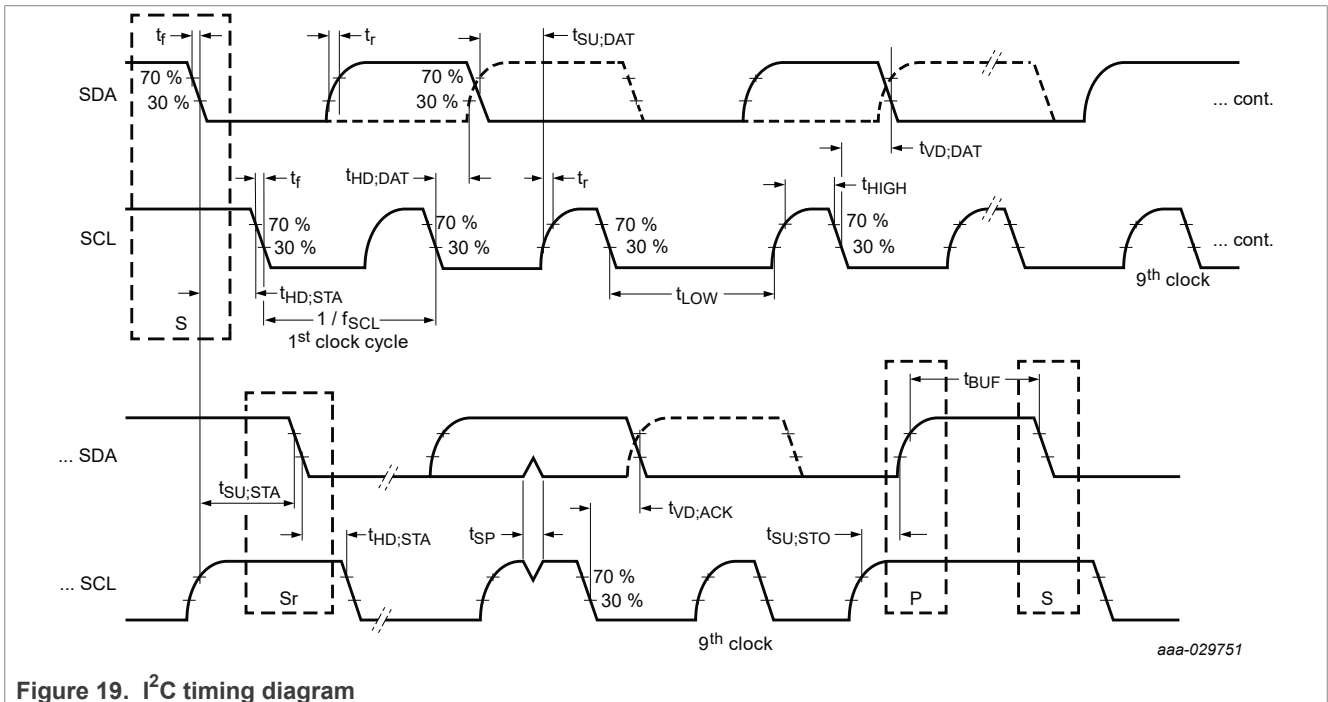 tf
tr
tSU;DAT
70 %
30 %
SDA
70 %
30 %
... cont.
tVD;DAT
tf
tHD;DAT
tr
tHIGH
SCL
70 %
30 %
70 %
30 %
70 %
30 %
70 %
30 %
... cont.
9th clock
tHD;STA
tLOW
S
1 / fSCL
1st clock cycle
tBUF
... SDA
tSU;STA
tHD;STA
tSP
tVD;ACK
tSU;STO
... SCL
70 %
30 %
Sr
P
S
9th clock
aaa-029751
Figure 19. I2C timing diagram